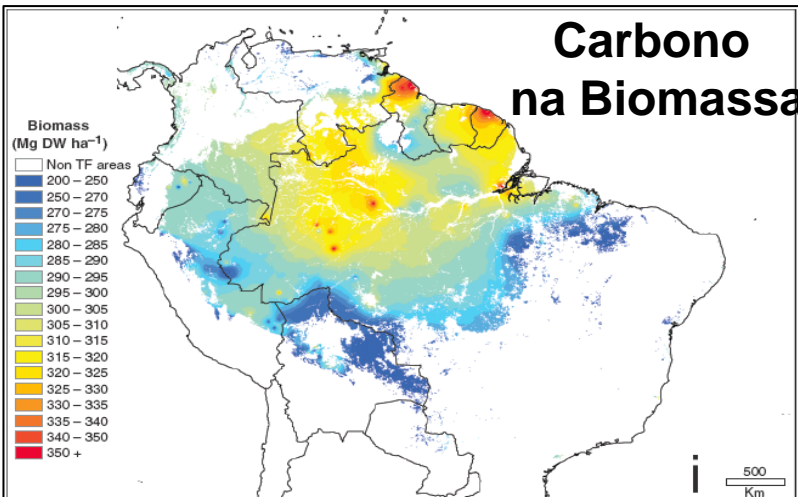 Carbono
na Biomassa
Biomass
(Mg DW ha⁻¹)
Non TF areas
200 – 250
250 – 270
270 – 275
275 – 280
280 – 285
285 – 290
290 – 295
295 – 300
300 – 305
305 – 310
310 – 315
315 – 320
320 – 325
325 – 330
330 – 335
335 – 340
340 – 350
350 +
i
500
Km